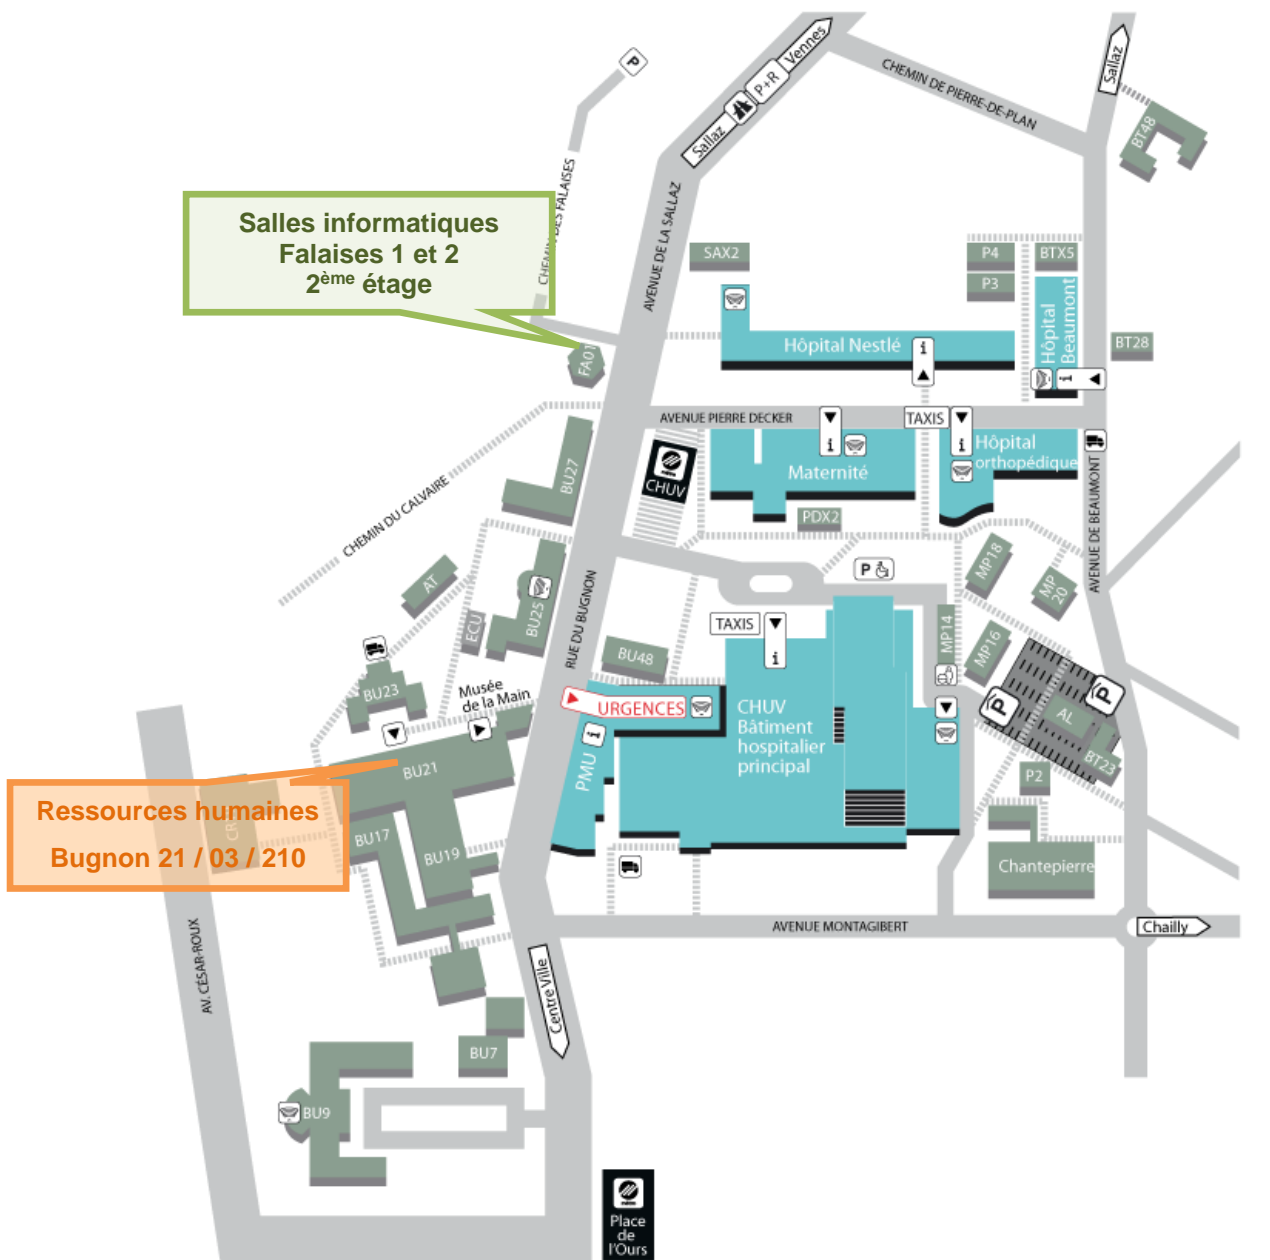 P
Sallaz
P+R
Vennes
CHEMIN DE PIERRE-DE-PLAN
Sallaz
BT48
CHEMIN DES FALAISES
AVENUE DE LA SALLAZ
Salles informatiques
Falaises 1 et 2
2ème étage
SAX2
P4
P3
BTX5
Hôpital
Beaumont
Hôpital Nestlé
i
BT28
i
FA01
AVENUE PIERRE DECKER
TAXIS
i
i
Hôpital
orthopédique
Maternité
CHUV
BU27
CHEMIN DU CALVAIRE
PDX2
AVENUE DE BEAUMONT
AT
ECU
BU25
RUE DU BUGNON
P
MP18
MP
20
MP14
MP16
TAXIS
i
BU48
BU23
Musée
de la Main
URGENCES
i
PMU
CHUV
Bâtiment
hospitalier
principal
P
P
AL
BT23
P2
BU21
Ressources humaines
Bugnon 21 / 03 / 210
BU17
BU19
Chantepierre
AVENUE MONTAGIBERT
Chailly
AV. CÉSAR-ROUX
Centre Ville
BU7
BU9
Place
de
l'Ours